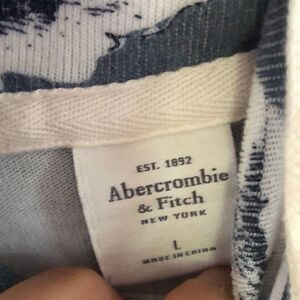 EST. 1892
Abercrombie
& Fitch
NEW YORK
L
MADE IN CHINA